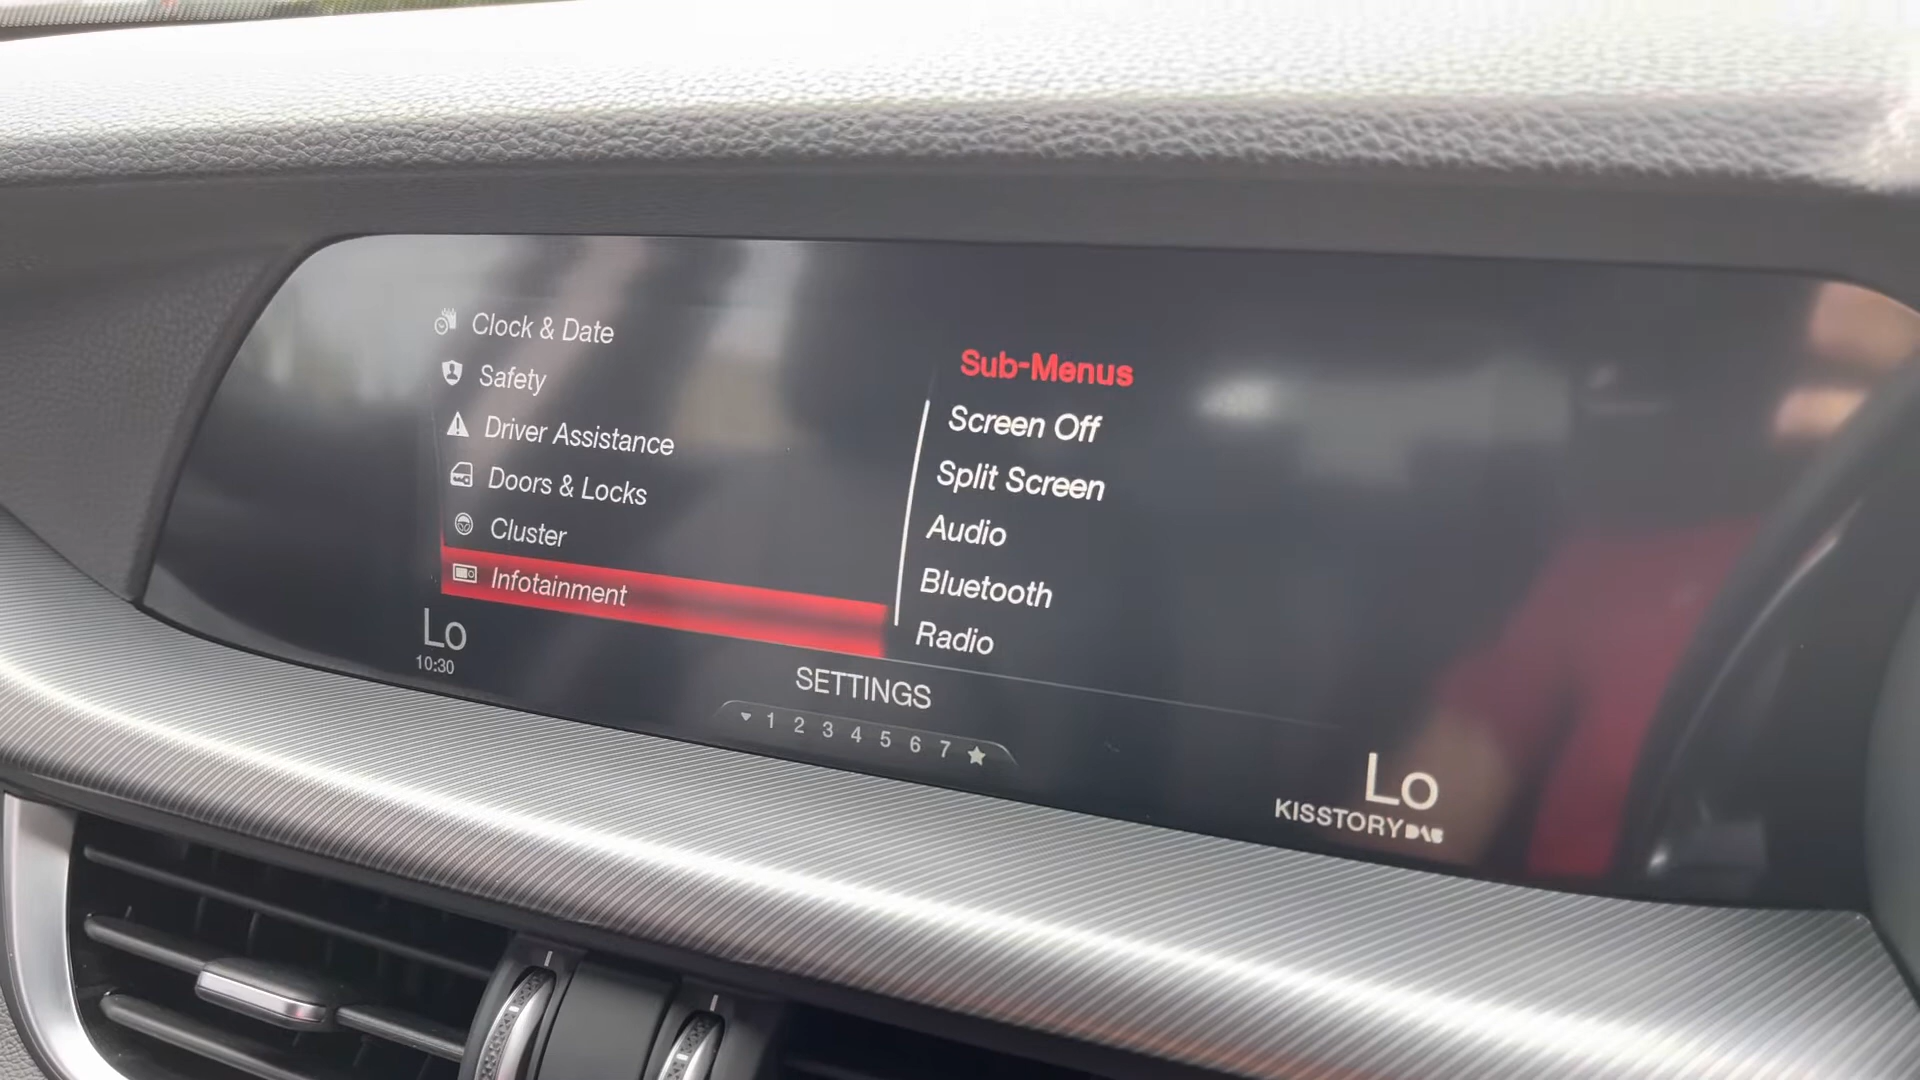 Clock & Date
Safety
Driver Assistance
Doors & Locks
Cluster
Infotainment
Sub-Menus
Screen Off
Split Screen
Audio
Bluetooth
Radio
Lo
10:30
SETTINGS
1 2 3 4 5 6 7
Lo
KISSTORY DAB